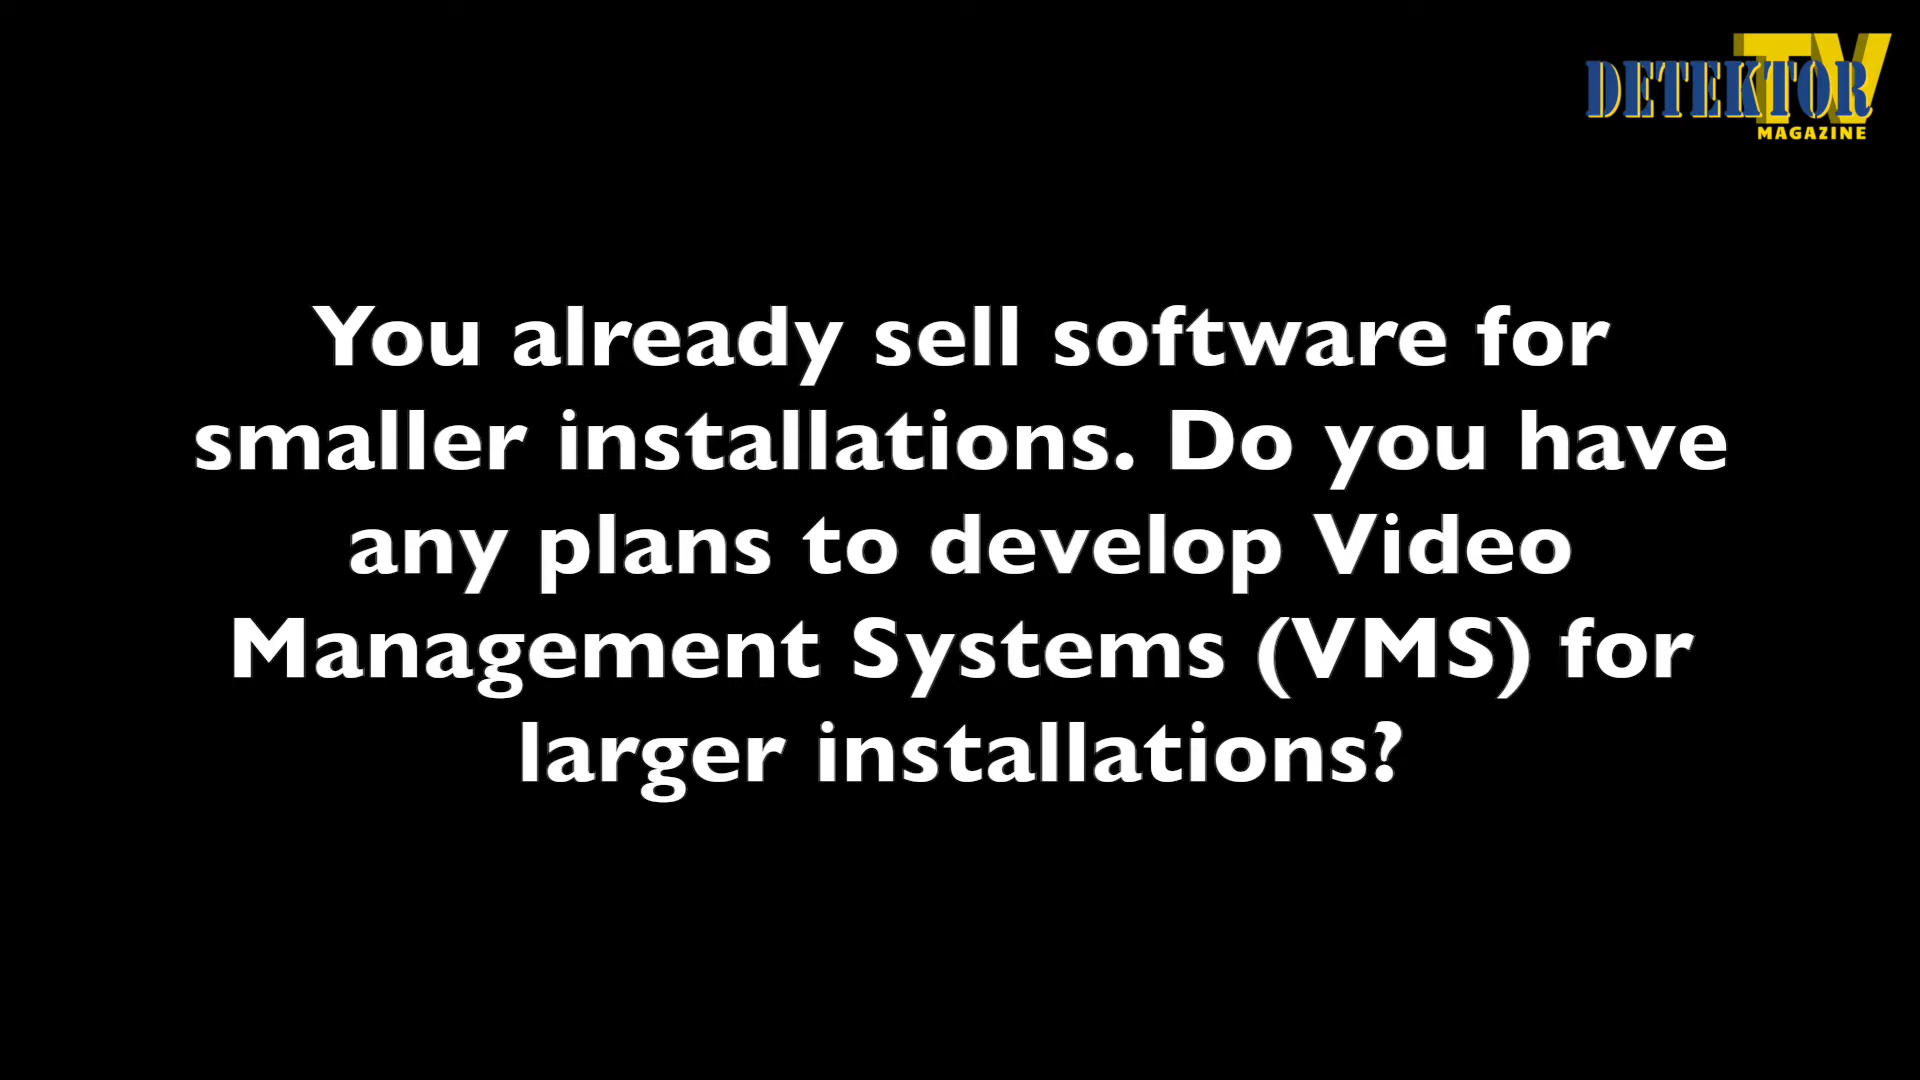 TV
DETEKTOR
MAGAZINE
You already sell software for
smaller installations. Do you have
any plans to develop Video
Management Systems (VMS) for
larger installations?